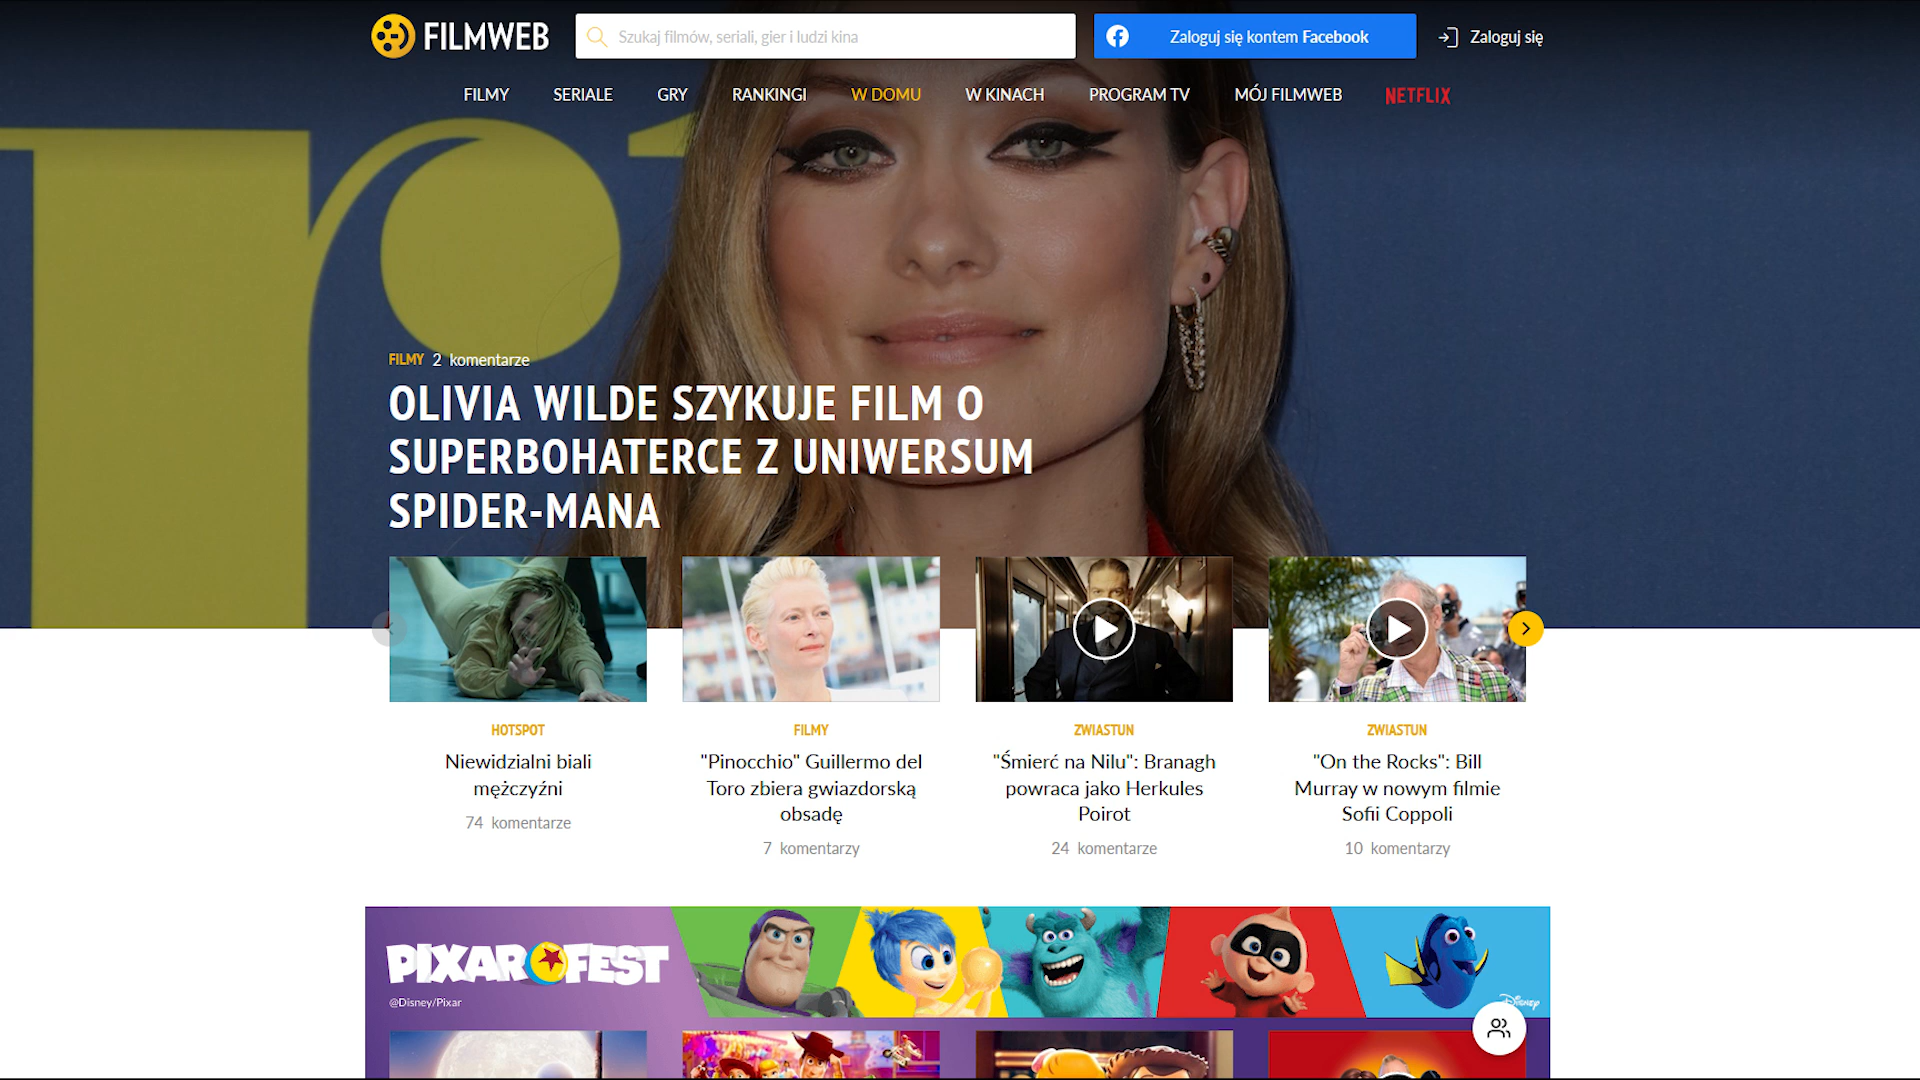 FILMWEB
Szukaj filmów, seriali, gier i ludzi kina
Zaloguj się kontem Facebook
Zaloguj się
FILMY SERIALE GRY RANKINGI W DOMU W KINACH PROGRAM TV MÓJ FILMWEB NETFLIX
FILMY 2 komentarze
OLIVIA WILDE SZYKUJE FILM O
SUPERBOHATERCE Z UNIWERSUM
SPIDER-MANA
HOTSPOT
Niewidzialni biali
mężczyźni
74 komentarze
FILMY
"Pinocchio" Guillermo del
Toro zbiera gwiazdorską
obsadę
7 komentarzy
ZWIASTUN
"Śmierć na Nilu": Branagh
powraca jako Herkules
Poirot
24 komentarze
ZWIASTUN
"On the Rocks": Bill
Murray w nowym filmie
Sofii Coppoli
10 komentarzy
PIXAR FEST
@Disney/Pixar
Disney